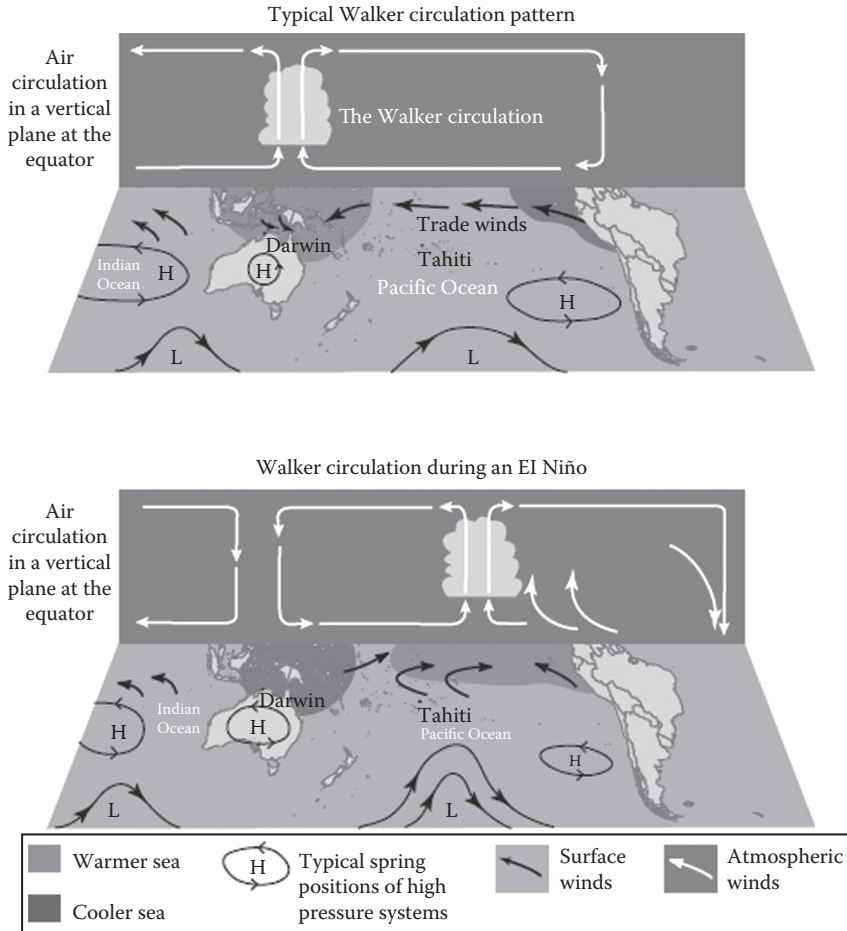 Typical Walker circulation pattern
Air
circulation
in a vertical
plane at the
equator
The Walker circulation
Trade winds
Darwin
Tahiti
Indian
Ocean
H
H
Pacific Ocean
H
L
L
Walker circulation during an EI Niño
Air
circulation
in a vertical
plane at the
equator
Darwin
Indian
Ocean
Tahiti
Pacific Ocean
H
H
H
L
L
Warmer sea
Cooler sea
H
Typical spring
positions of high
pressure systems
Surface
winds
Atmospheric
winds